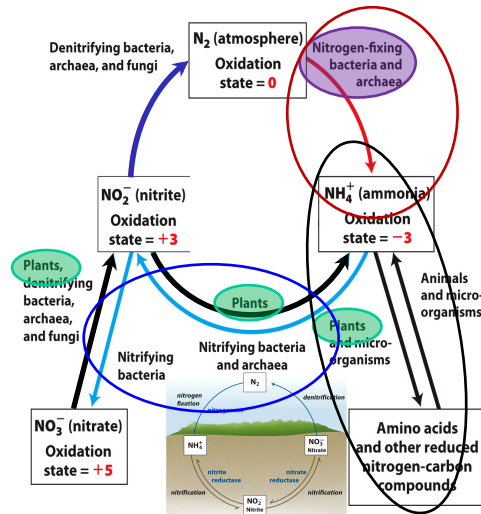 N2 (atmosphere)
Oxidation
state = 0
Denitrifying bacteria,
archaea, and fungi
Nitrogen-fixing
bacteria and
archaea
NO2− (nitrite)
Oxidation
state = +3
NH4+ (ammonia)
Oxidation
state = −3
Plants,
denitrifying
bacteria,
archaea,
and fungi
Plants
Animals
and micro-
organisms
Nitrifying
bacteria
Nitrifying bacteria
and archaea
Plants
and micro-
organisms
NO3− (nitrate)
Oxidation
state = +5
Amino acids
and other reduced
nitrogen-carbon
compounds
N2
nitrogen
fixation
nitrogenase
denitrification
NH4+
NO3−
Nitrate
nitrite
reductase
nitrate
reductase
nitrification
nitrification
NO2−
Nitrite